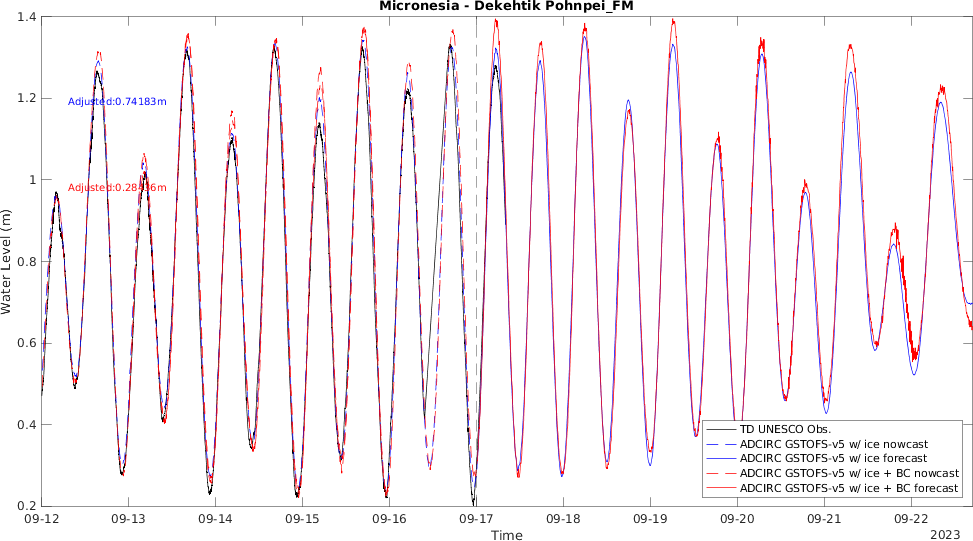 Micronesia - Dekehtik Pohnpei_FM
1.4
1.2
1
0.8
0.6
0.4
0.2
Water Level (m)
Adjusted:0.74183m
Adjusted:0.28436m
TD UNESCO Obs.
ADCIRC GSTOFS-v5 w/ ice nowcast
ADCIRC GSTOFS-v5 w/ ice forecast
ADCIRC GSTOFS-v5 w/ ice + BC nowcast
ADCIRC GSTOFS-v5 w/ ice + BC forecast
09-12 09-13 09-14 09-15 09-16 09-17 09-18 09-19 09-20 09-21 09-22
Time
2023